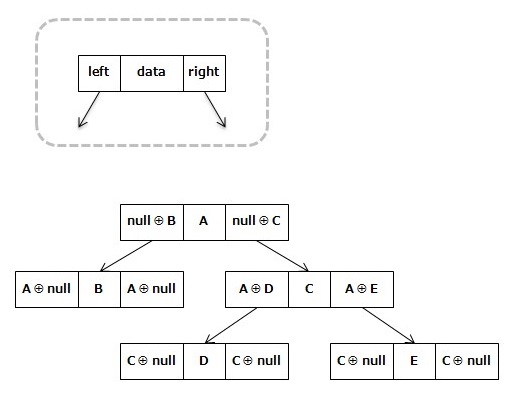 left data right
null ⊕ B A null ⊕ C
A ⊕ null B A ⊕ null
A ⊕ D C A ⊕ E
C ⊕ null D C ⊕ null
C ⊕ null E C ⊕ null